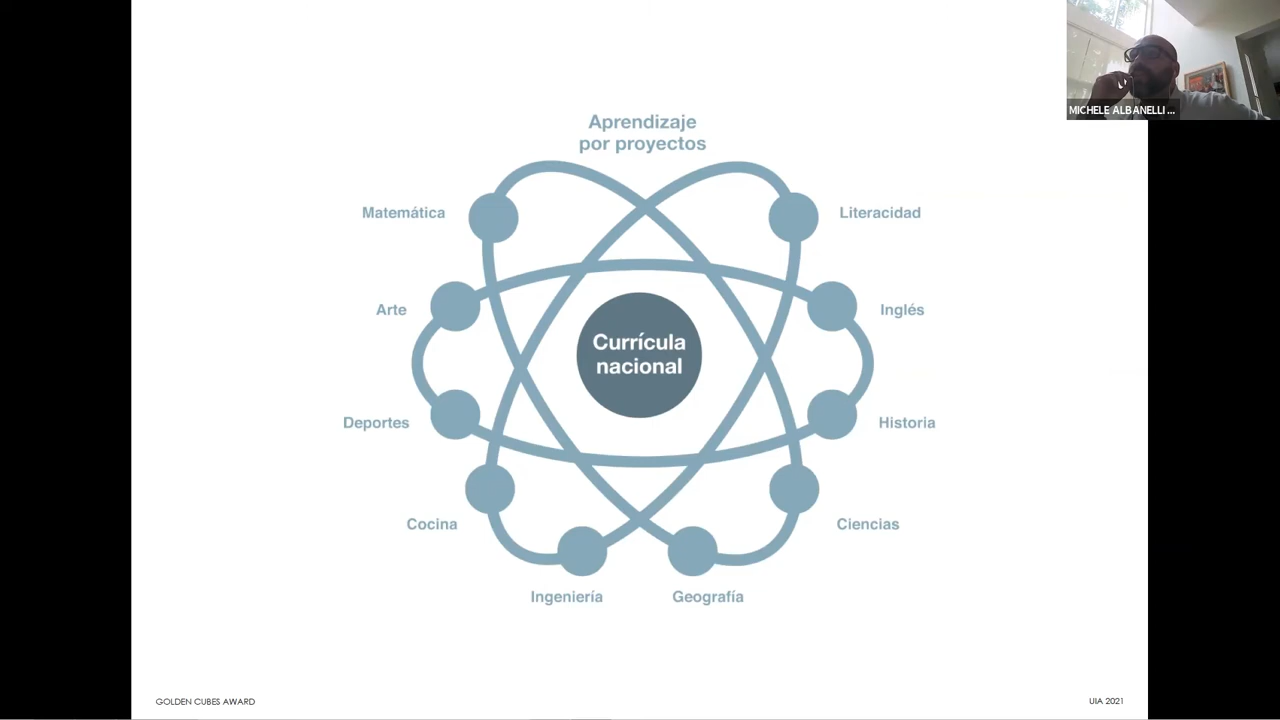 MICHELE ALBANELLI ...
Aprendizaje
por proyectos
Matemática
Literacidad
Arte
Inglés
Currícula
nacional
Deportes
Historia
Cocina
Ciencias
Ingeniería
Geografía
GOLDEN CUBES AWARD
UIA 2021